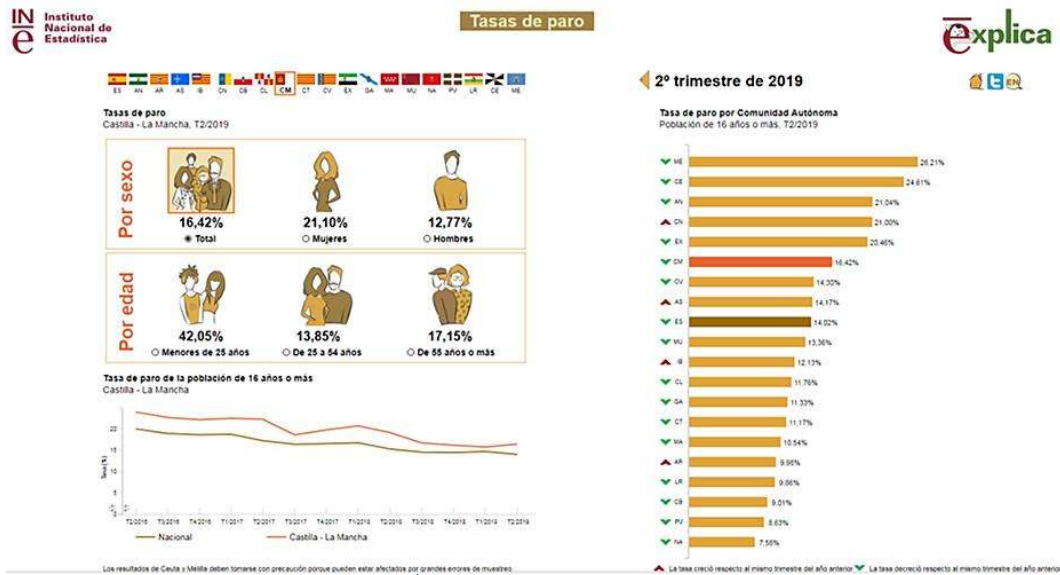 INe
Instituto
Nacional de
Estadística
Tasas de paro
explica
ES AN AR AS IB CN CB CL CM CT CV EX GA MA MU NA PV LR CE ME
2º trimestre de 2019
EN
Tasas de paro
Castilla - La Mancha, T2/2019
Por sexo
16,42% 21,10% 12,77%
Total Mujeres Hombres
Por edad
42,05% 13,85% 17,15%
Menores de 25 años De 25 a 54 años De 55 años o más
Tasa de paro de la población de 16 años o más
Castilla - La Mancha
Tasa (%)
20
15
10
5
0
T2/2016 T3/2016 T4/2016 T1/2017 T2/2017 T3/2017 T4/2017 T1/2018 T2/2018 T3/2018 T4/2018 T1/2019 T2/2019
Nacional Castilla - La Mancha
Tasa de paro por Comunidad Autónoma
Población de 16 años o más, T2/2019
ME 26,21%
CE 24,61%
AN 21,04%
CN 21,00%
EX 20,46%
CM 16,42%
CV 14,30%
AS 14,17%
ES 14,02%
MU 13,36%
IB 12,13%
CL 11,76%
GA 11,33%
CT 11,17%
MA 10,54%
AR 9,96%
LR 9,86%
CB 9,01%
PV 8,63%
NA
Los resultados de Ceuta y Melilla deben tomarse con precaución porque pueden estar afectados por grandes errores de muestreo
La tasa creció respecto al mismo trimestre del año anterior La tasa decreció respecto al mismo trimestre del año anterior